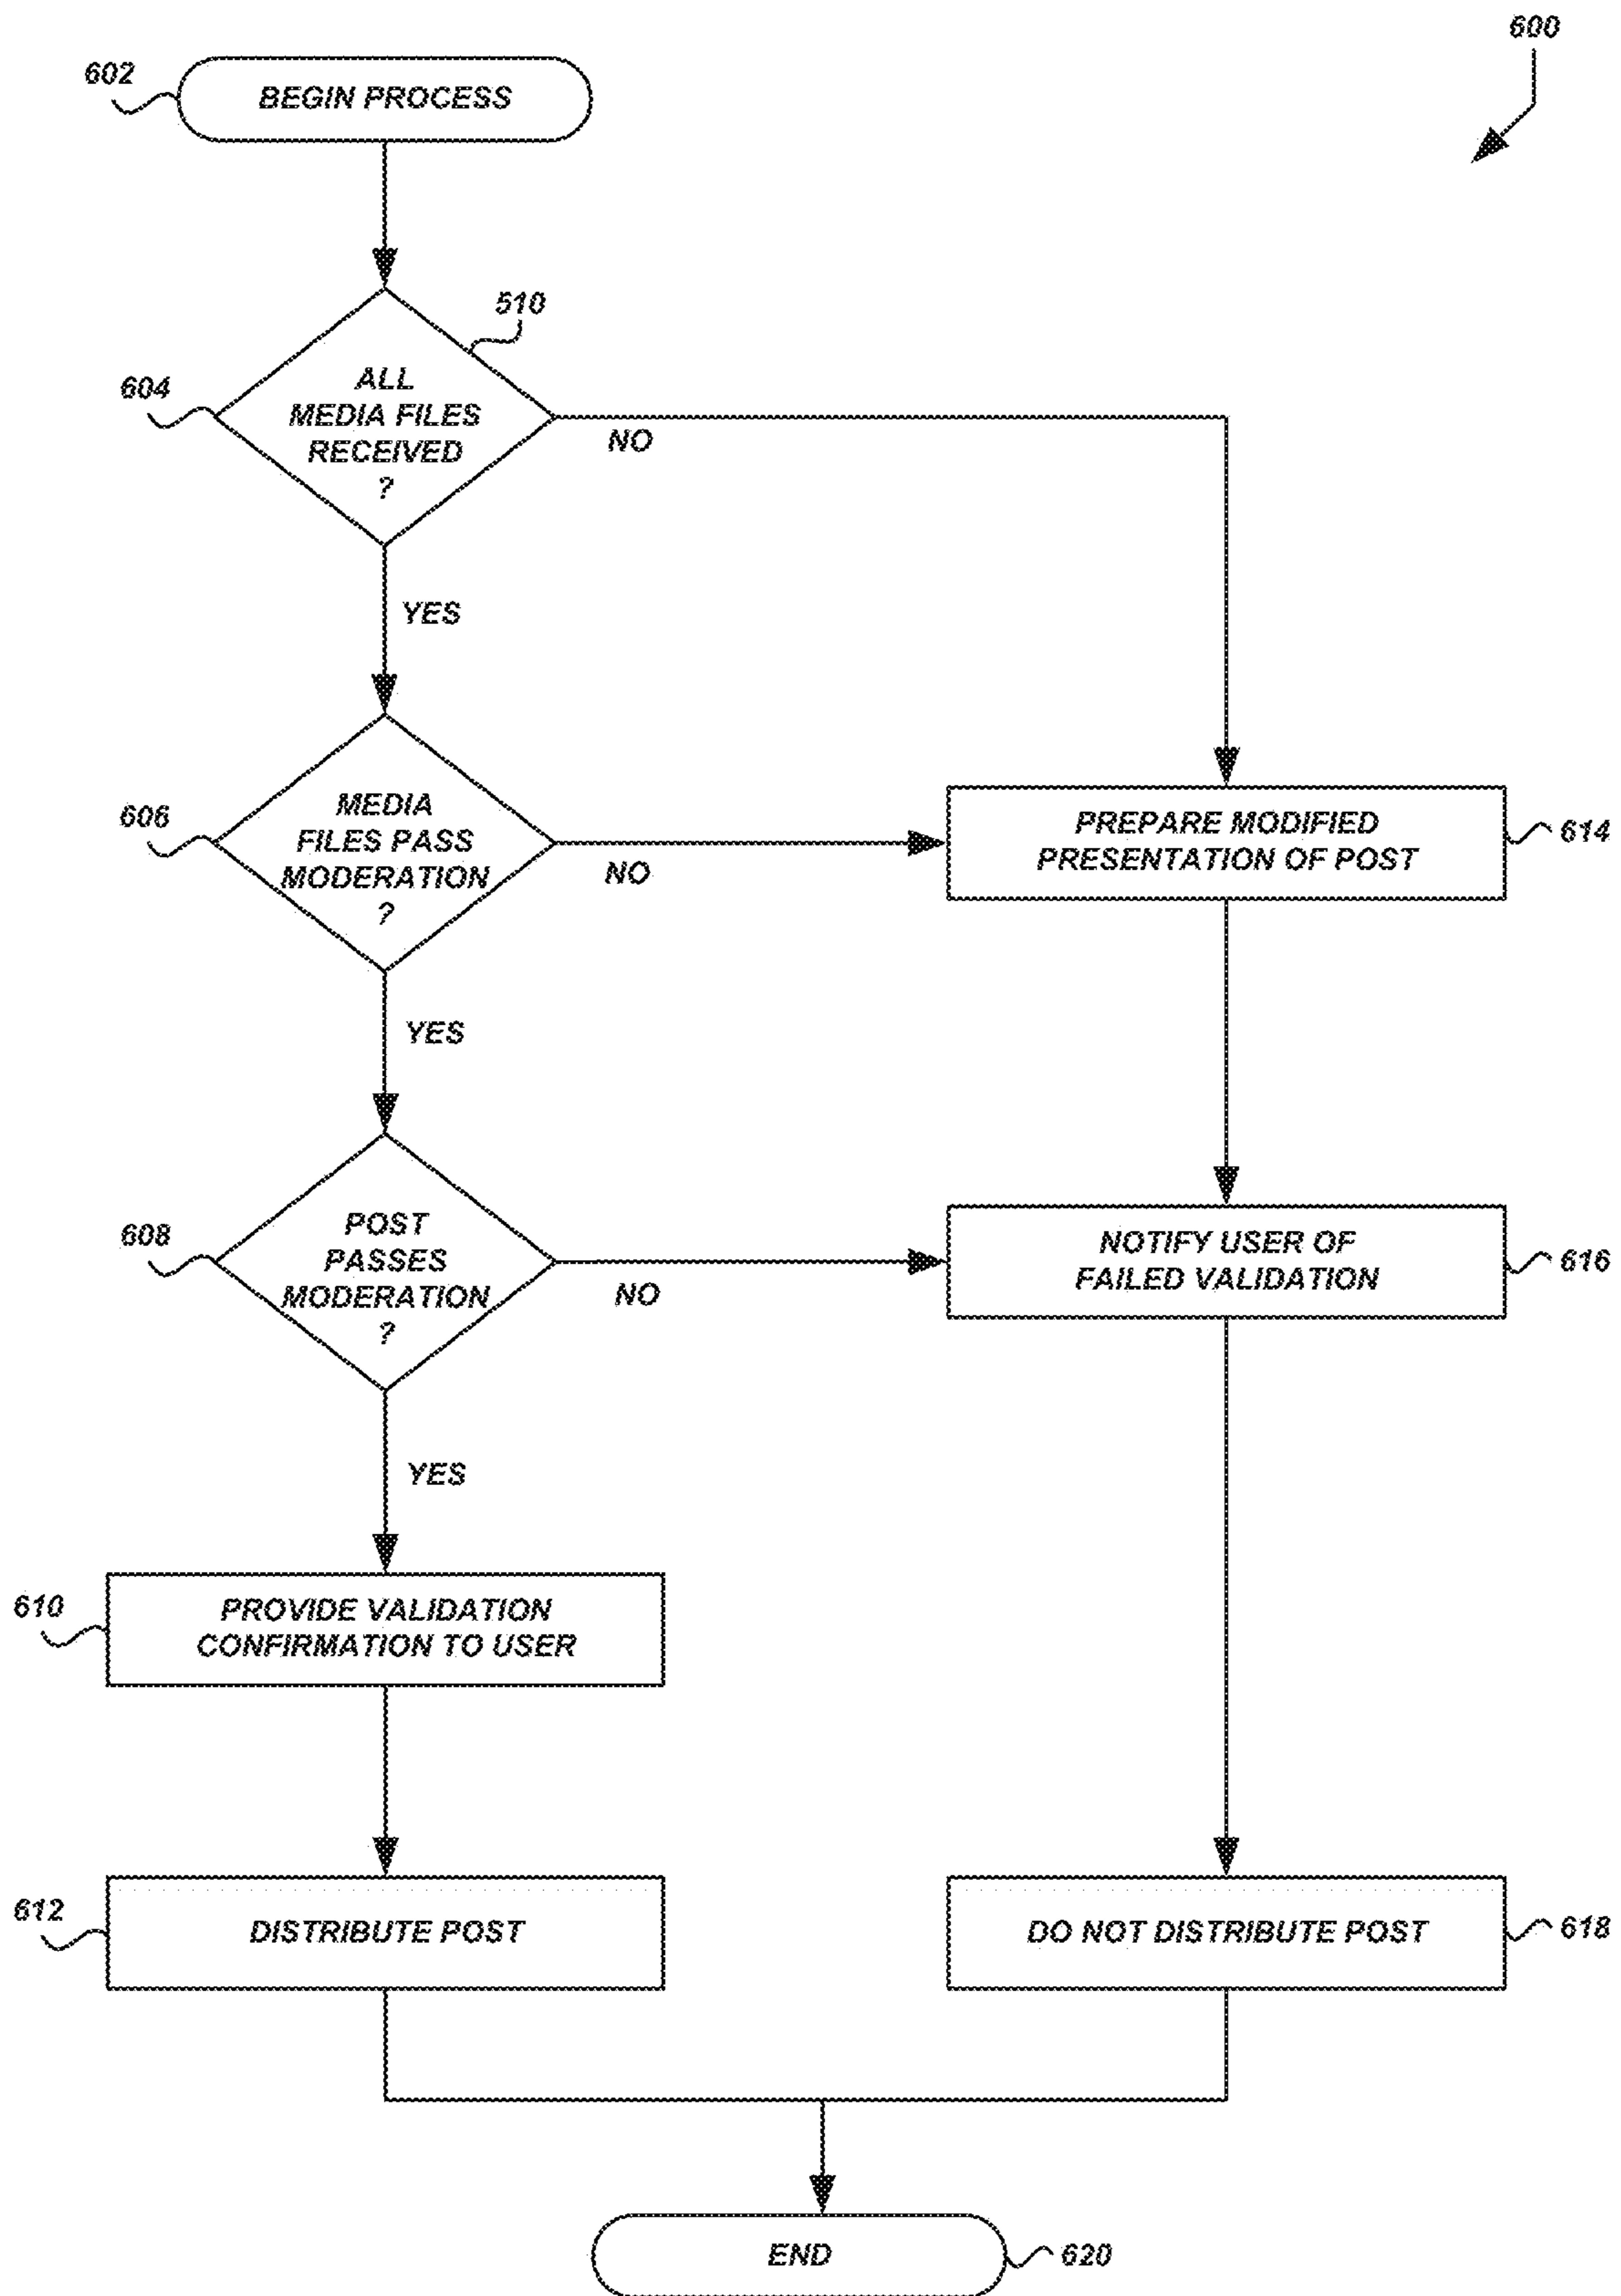 600
602
BEGIN PROCESS
510
604
ALL
MEDIA FILES
RECEIVED
?
NO
YES
606
MEDIA
FILES PASS
MODERATION
?
NO
PREPARE MODIFIED
PRESENTATION OF POST
614
YES
608
POST
PASSES
MODERATION
?
NO
NOTIFY USER OF
FAILED VALIDATION
616
YES
610
PROVIDE VALIDATION
CONFIRMATION TO USER
612
DISTRIBUTE POST
DO NOT DISTRIBUTE POST
618
END
620